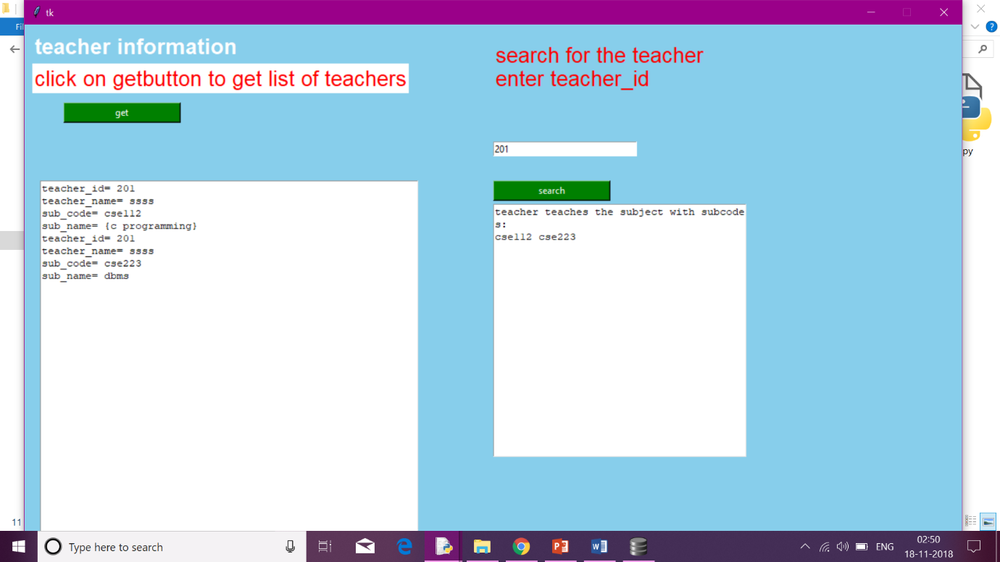 tk
Fil
teacher information
click on getbutton to get list of teachers
get
search for the teacher
enter teacher_id
201
search
teacher_id= 201
teacher_name= ssss
sub_code= cse112
sub_name= {c programming}
teacher_id= 201
teacher_name= ssss
sub_code= cse223
sub_name= dbms
teacher teaches the subject with subcode
s:
cse112 cse223
py
11
Type here to search
ENG
02:50
18-11-2018